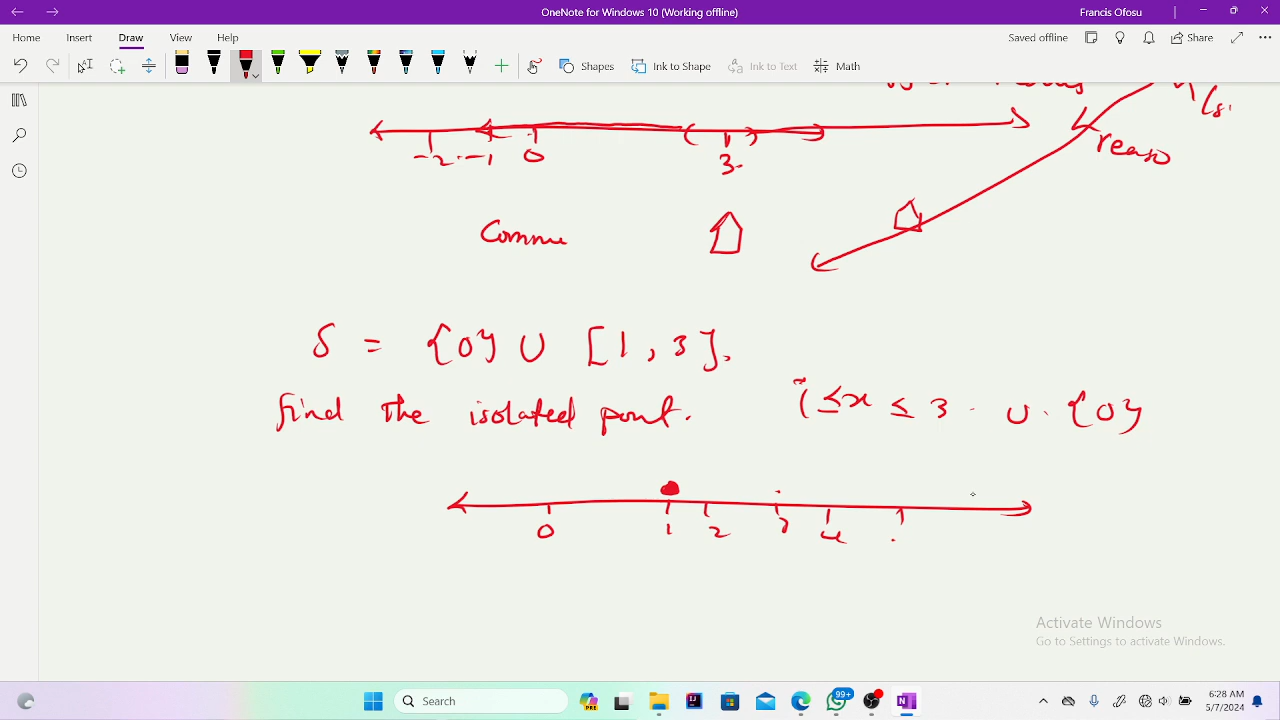 OneNote for Windows 10 (Working offline)
Francis Ofosu
Home Insert Draw View Help
Saved offline
Share
Shapes
Ink to Shape
Ink to Text
Math
-2 -1 0 3
reaso
Commu
S = {0} ∪ [1, 3].
find the isolated point.
1 ≤ x ≤ 3 ∪ {0}
0 1 2 3 4
Activate Windows
Go to Settings to activate Windows.
Search
99+
6:28 AM
5/7/2024